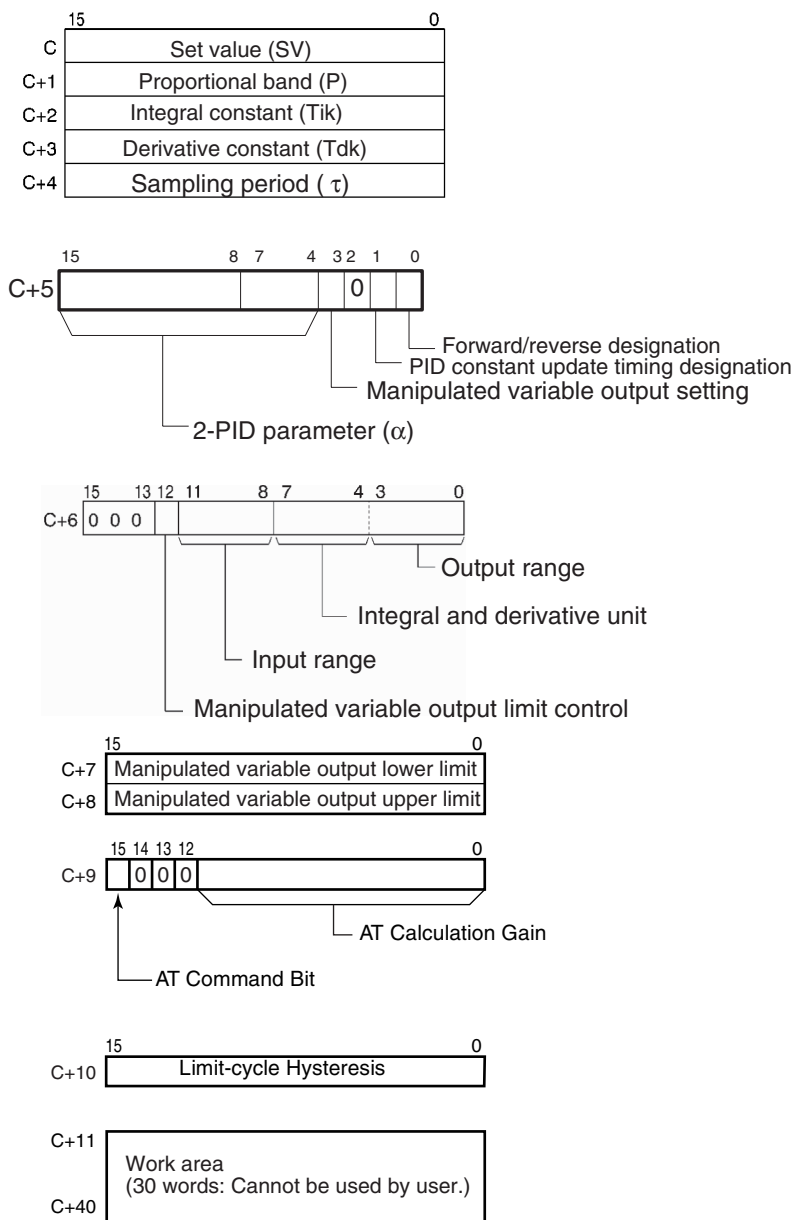 15 0
C Set value (SV)
C+1 Proportional band (P)
C+2 Integral constant (Tik)
C+3 Derivative constant (Tdk)
C+4 Sampling period ( τ)
15 8 7 4 3 2 1 0
C+5 0
Forward/reverse designation
PID constant update timing designation
Manipulated variable output setting
2-PID parameter (α)
15 13 12 11 8 7 4 3 0
C+6 0 0 0
Output range
Integral and derivative unit
Input range
Manipulated variable output limit control
15 0
C+7 Manipulated variable output lower limit
C+8 Manipulated variable output upper limit
15 14 13 12 0
C+9 0 0 0
AT Calculation Gain
AT Command Bit
15 0
C+10 Limit-cycle Hysteresis
C+11
Work area
(30 words: Cannot be used by user.)
C+40